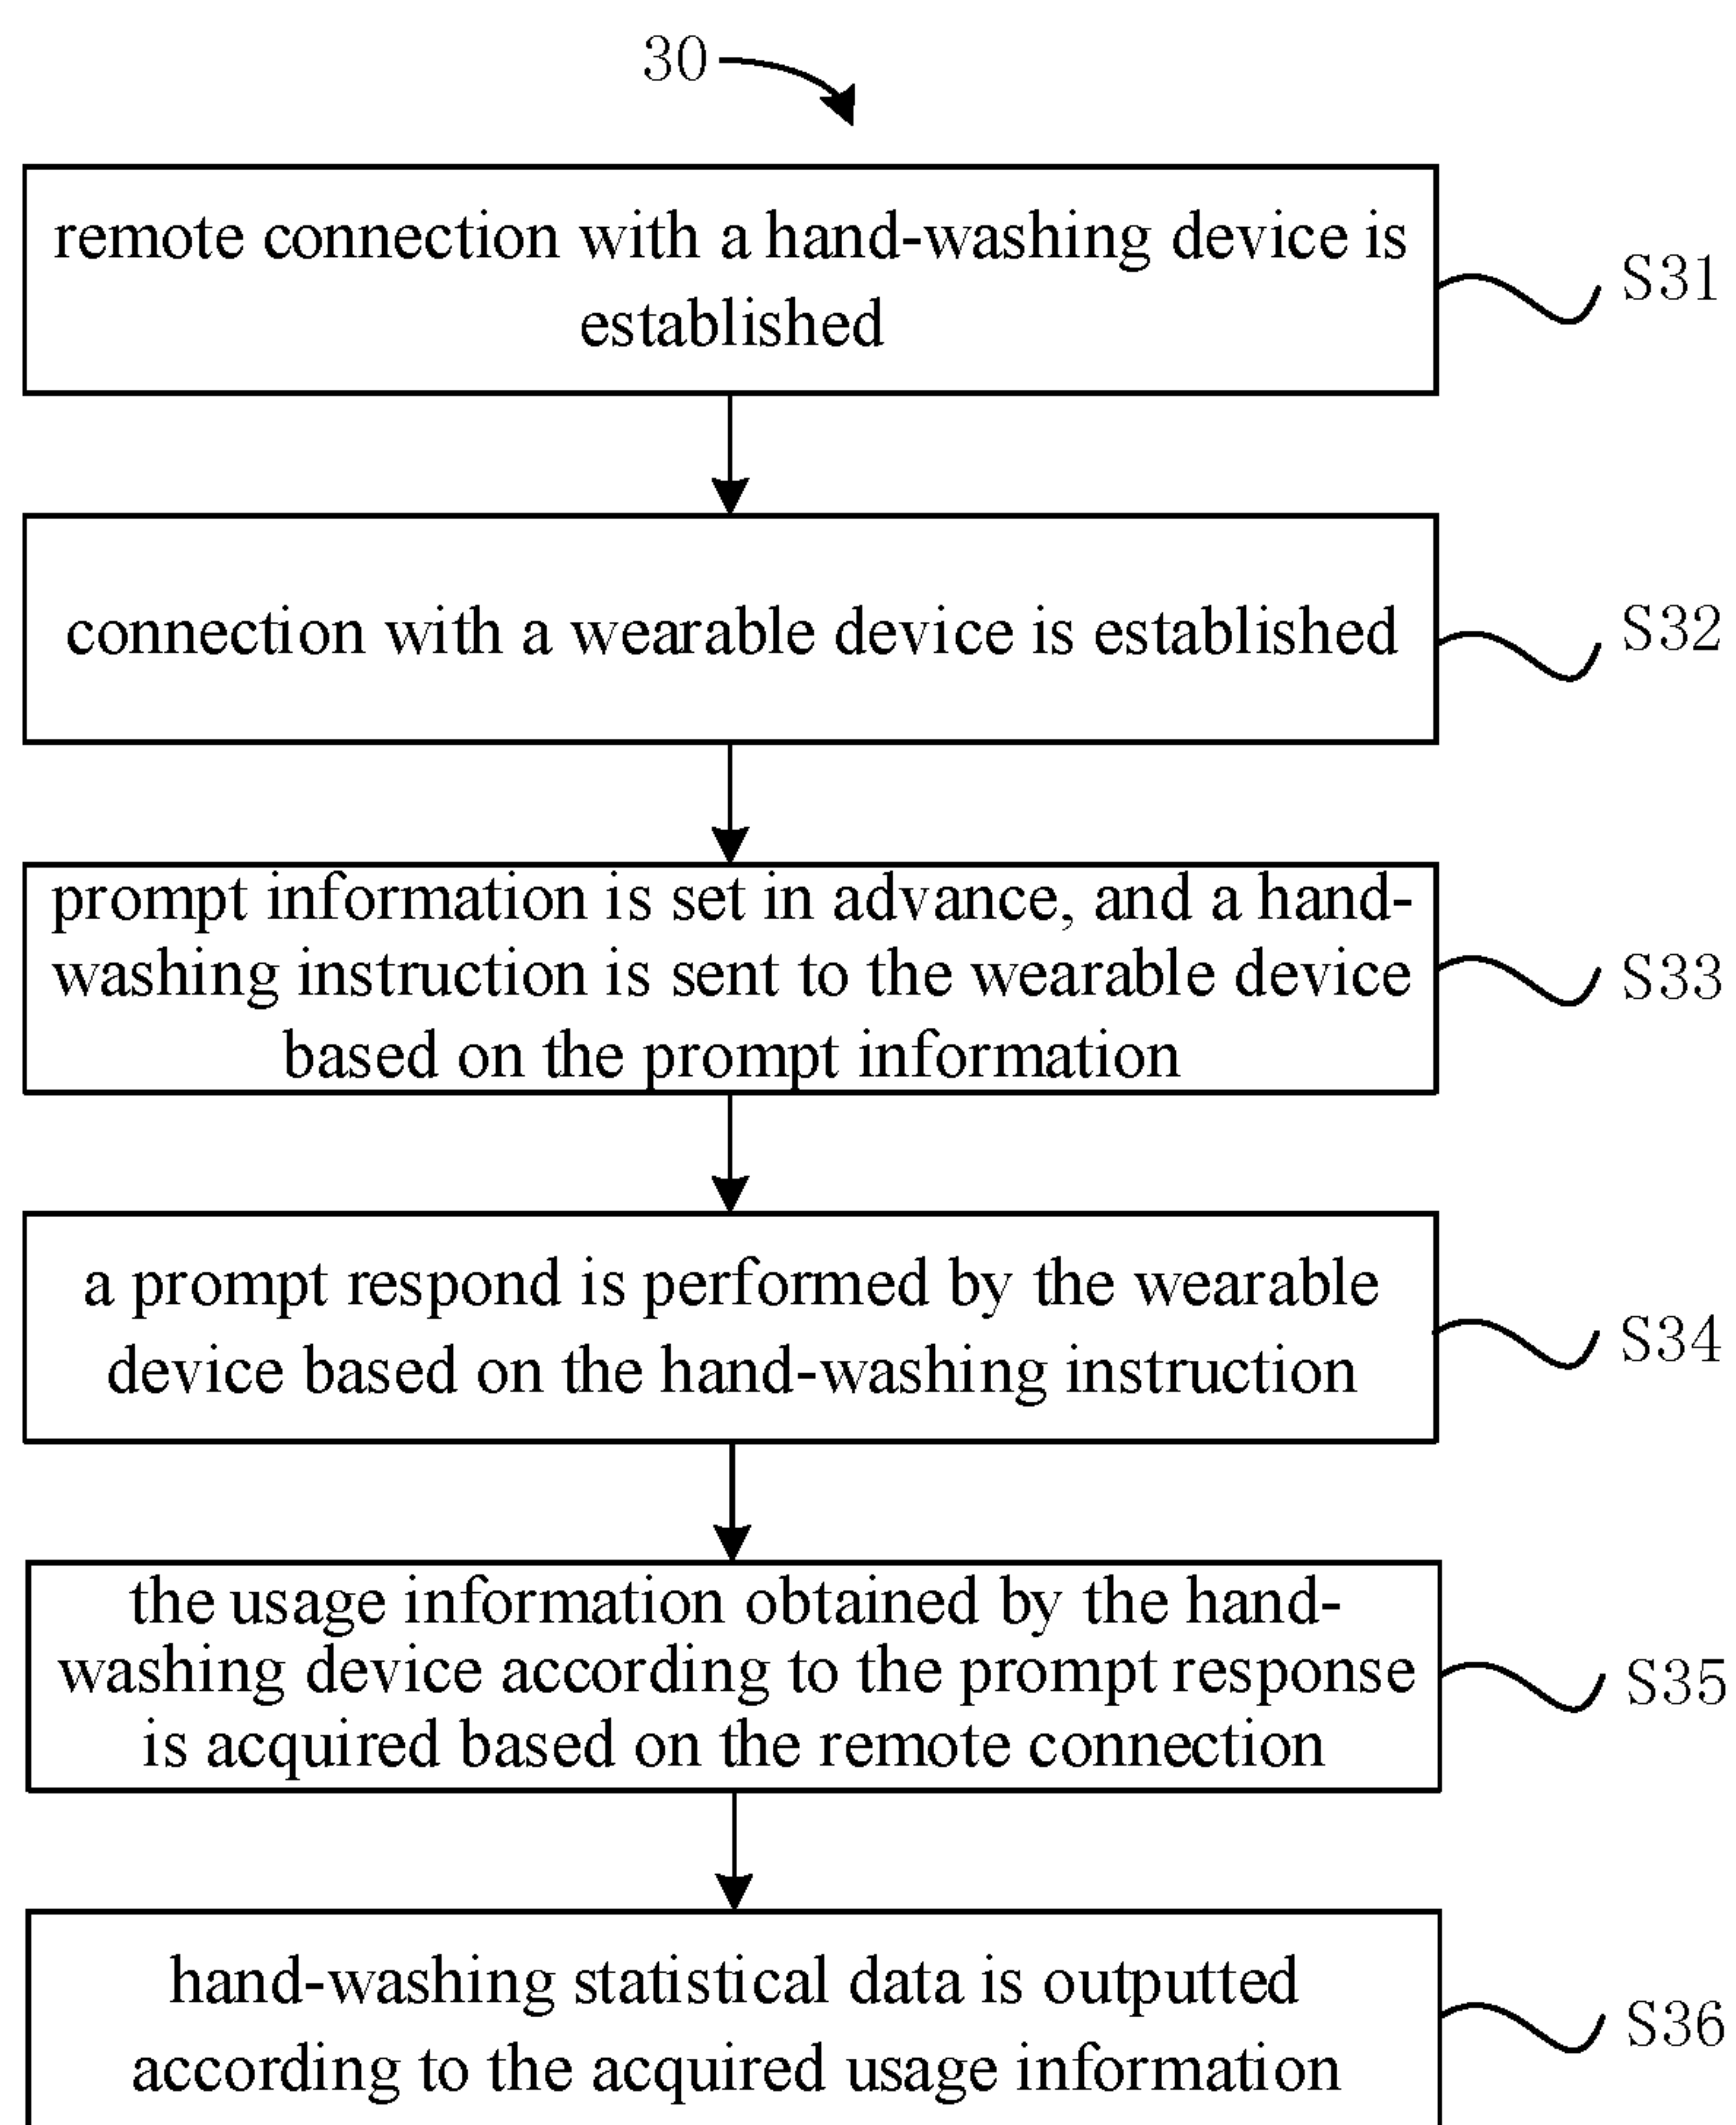 30
remote connection with a hand-washing device is
established
S31
connection with a wearable device is established
S32
prompt information is set in advance, and a hand-
washing instruction is sent to the wearable device
based on the prompt information
S33
a prompt respond is performed by the wearable
device based on the hand-washing instruction
S34
the usage information obtained by the hand-
washing device according to the prompt response
is acquired based on the remote connection
S35
hand-washing statistical data is outputted
according to the acquired usage information
S36